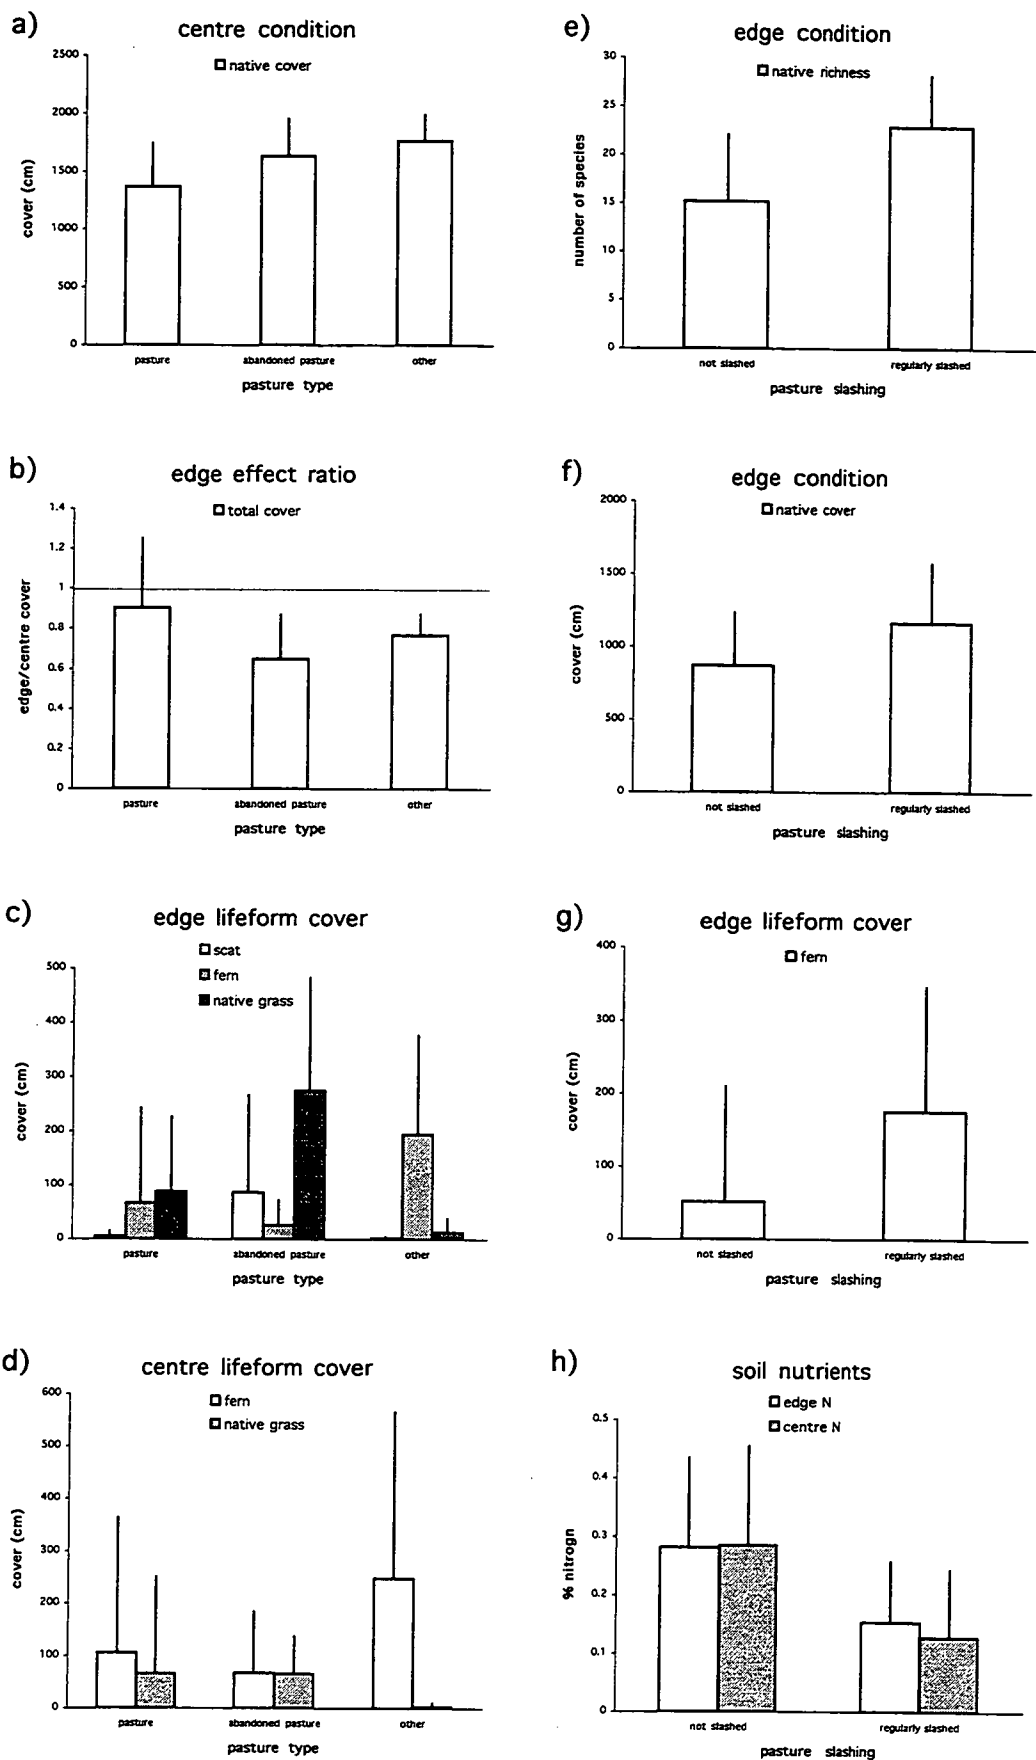 a)
centre condition
native cover
2500
2000
1500
1000
500
0
cover (cm)
pasture
abandoned pasture
other
pasture type
b)
edge effect ratio
total cover
1.4
1.2
1
0.8
0.6
0.4
0.2
0
edge/centre cover
pasture
abandoned pasture
other
pasture type
c)
edge lifeform cover
scat
fern
native grass
500
400
300
200
100
0
cover (cm)
pasture
abandoned pasture
other
pasture type
d)
centre lifeform cover
fern
native grass
600
500
400
300
200
100
0
cover (cm)
pasture
abandoned pasture
other
pasture type
e)
edge condition
native richness
30
25
20
15
10
5
0
number of species
not slashed
regularly slashed
pasture slashing
f)
edge condition
native cover
2000
1500
1000
500
0
cover (cm)
not slashed
regularly slashed
pasture slashing
g)
edge lifeform cover
fern
400
300
200
100
0
cover (cm)
not slashed
regularly slashed
pasture slashing
h)
soil nutrients
edge N
centre N
0.5
0.4
0.3
0.2
0.1
0
% nitrogn
not slashed
regularly slashed
pasture slashing